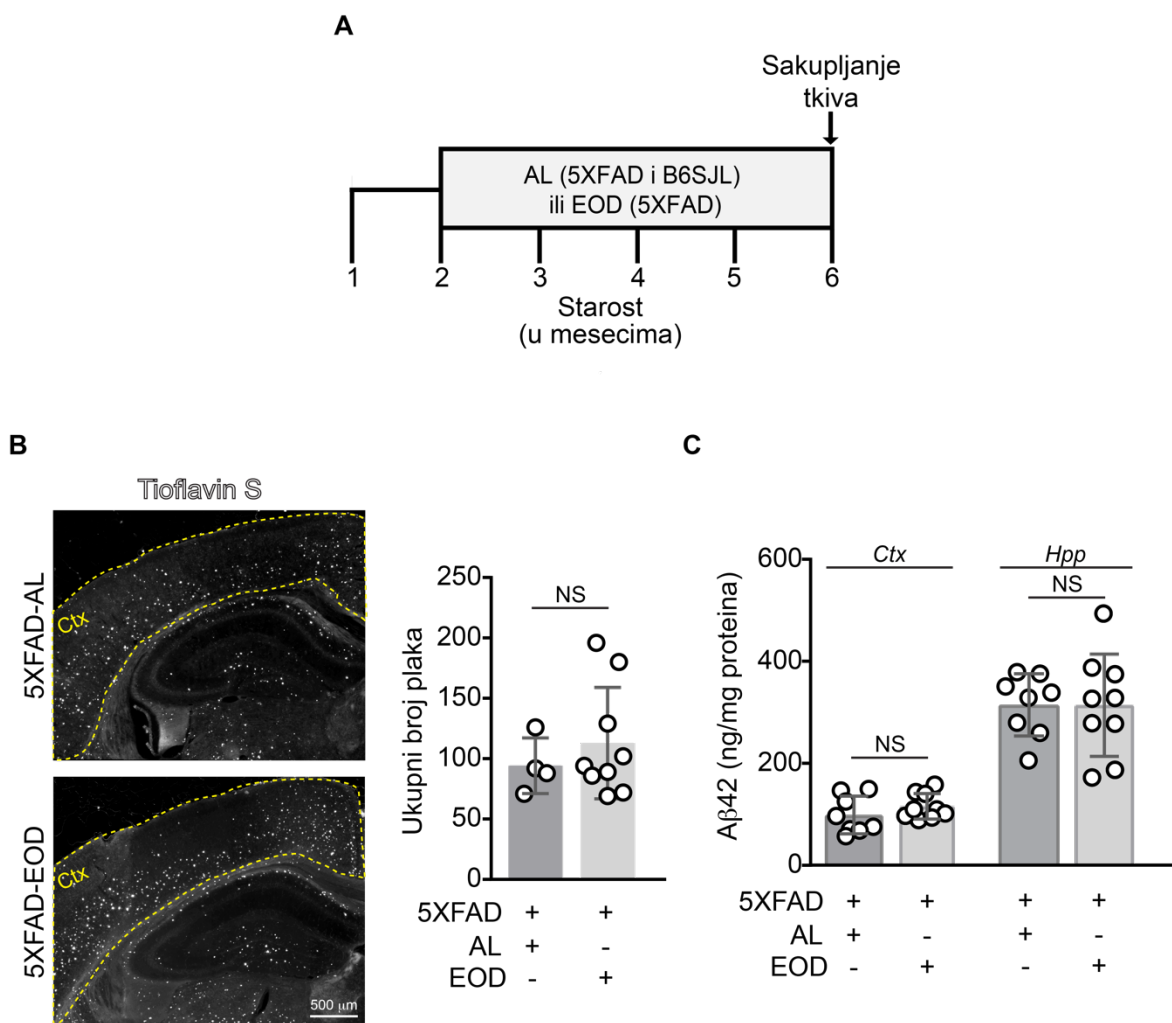 A
Sakupljanje
tkiva
AL (5XFAD i B6SJL)
ili EOD (5XFAD)
1 2 3 4 5 6
Starost
(u mesecima)
B
Tioflavin S
5XFAD-AL
Ctx
5XFAD-EOD
Ctx
500 µm
Ukupni broj plaka
250
200
150
100
50
0
NS
5XFAD + +
AL + -
EOD - +
C
Aβ42 (ng/mg proteina)
600
400
200
0
Ctx Hpp
NS
NS
5XFAD + + + +
AL + - + -
EOD - + - +